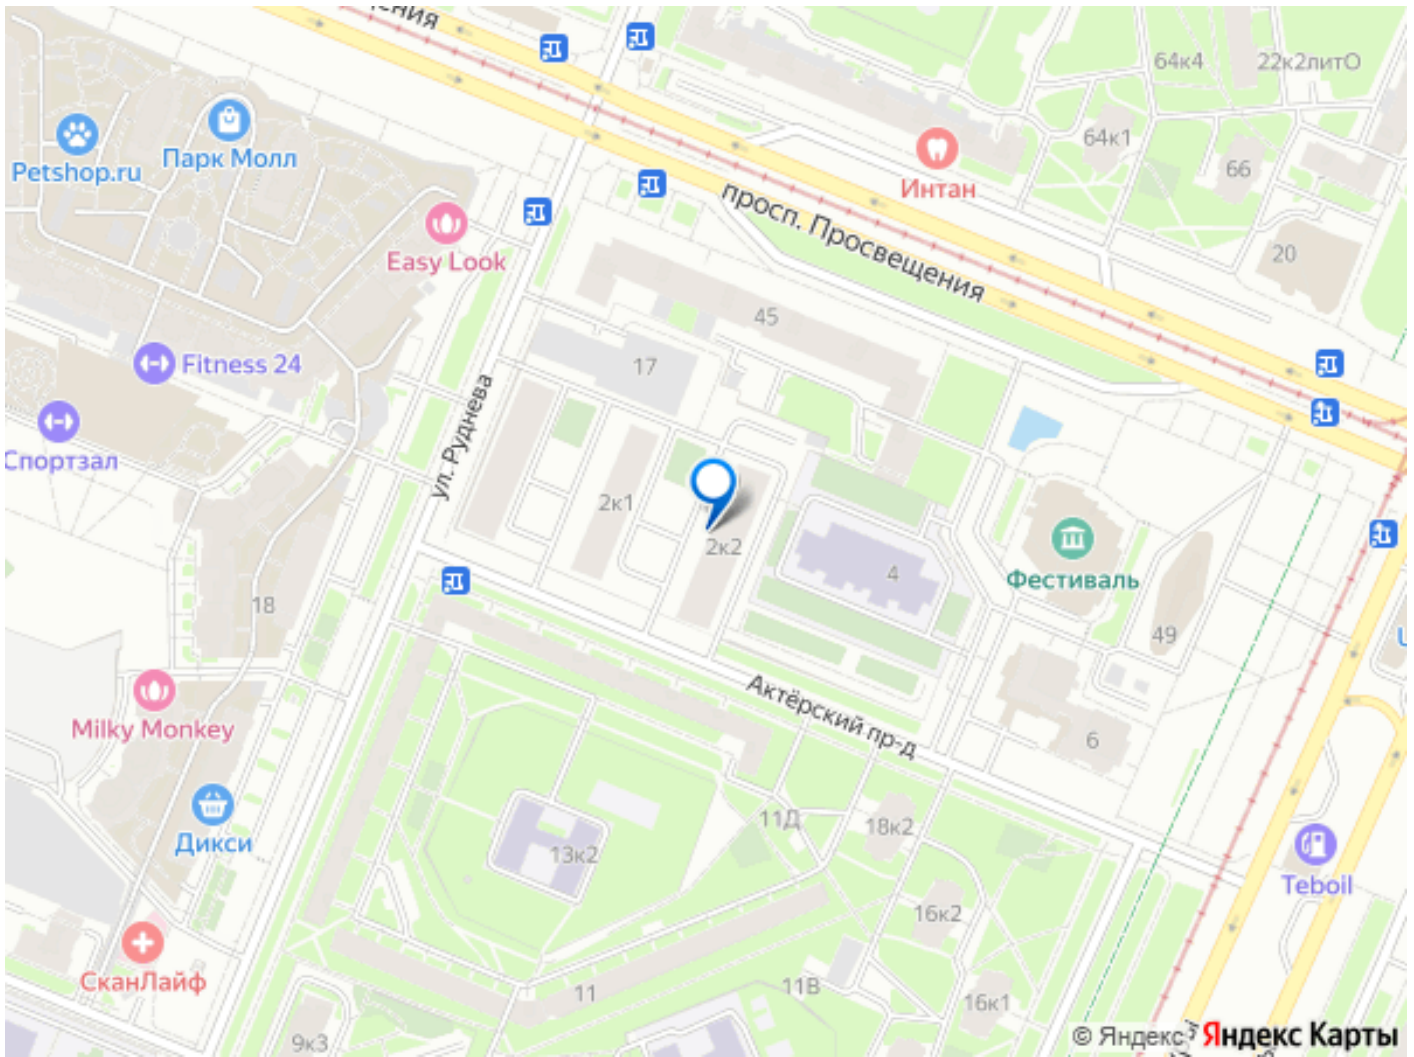 ния
64к4
22к2литО
64к1
66
Petshop.ru
Парк Молл
Интан
просп. Просвещения
20
Easy Look
45
17
Fitness 24
ул. Руднева
Спортзал
2к1
2к2
4
Фестиваль
49
18
Milky Monkey
Актёрский пр-д
6
Дикси
11Д
18к2
13к2
Teboil
16к2
СканЛайф
11
11В
16к1
9к3
© Яндекс Яндекс Карты